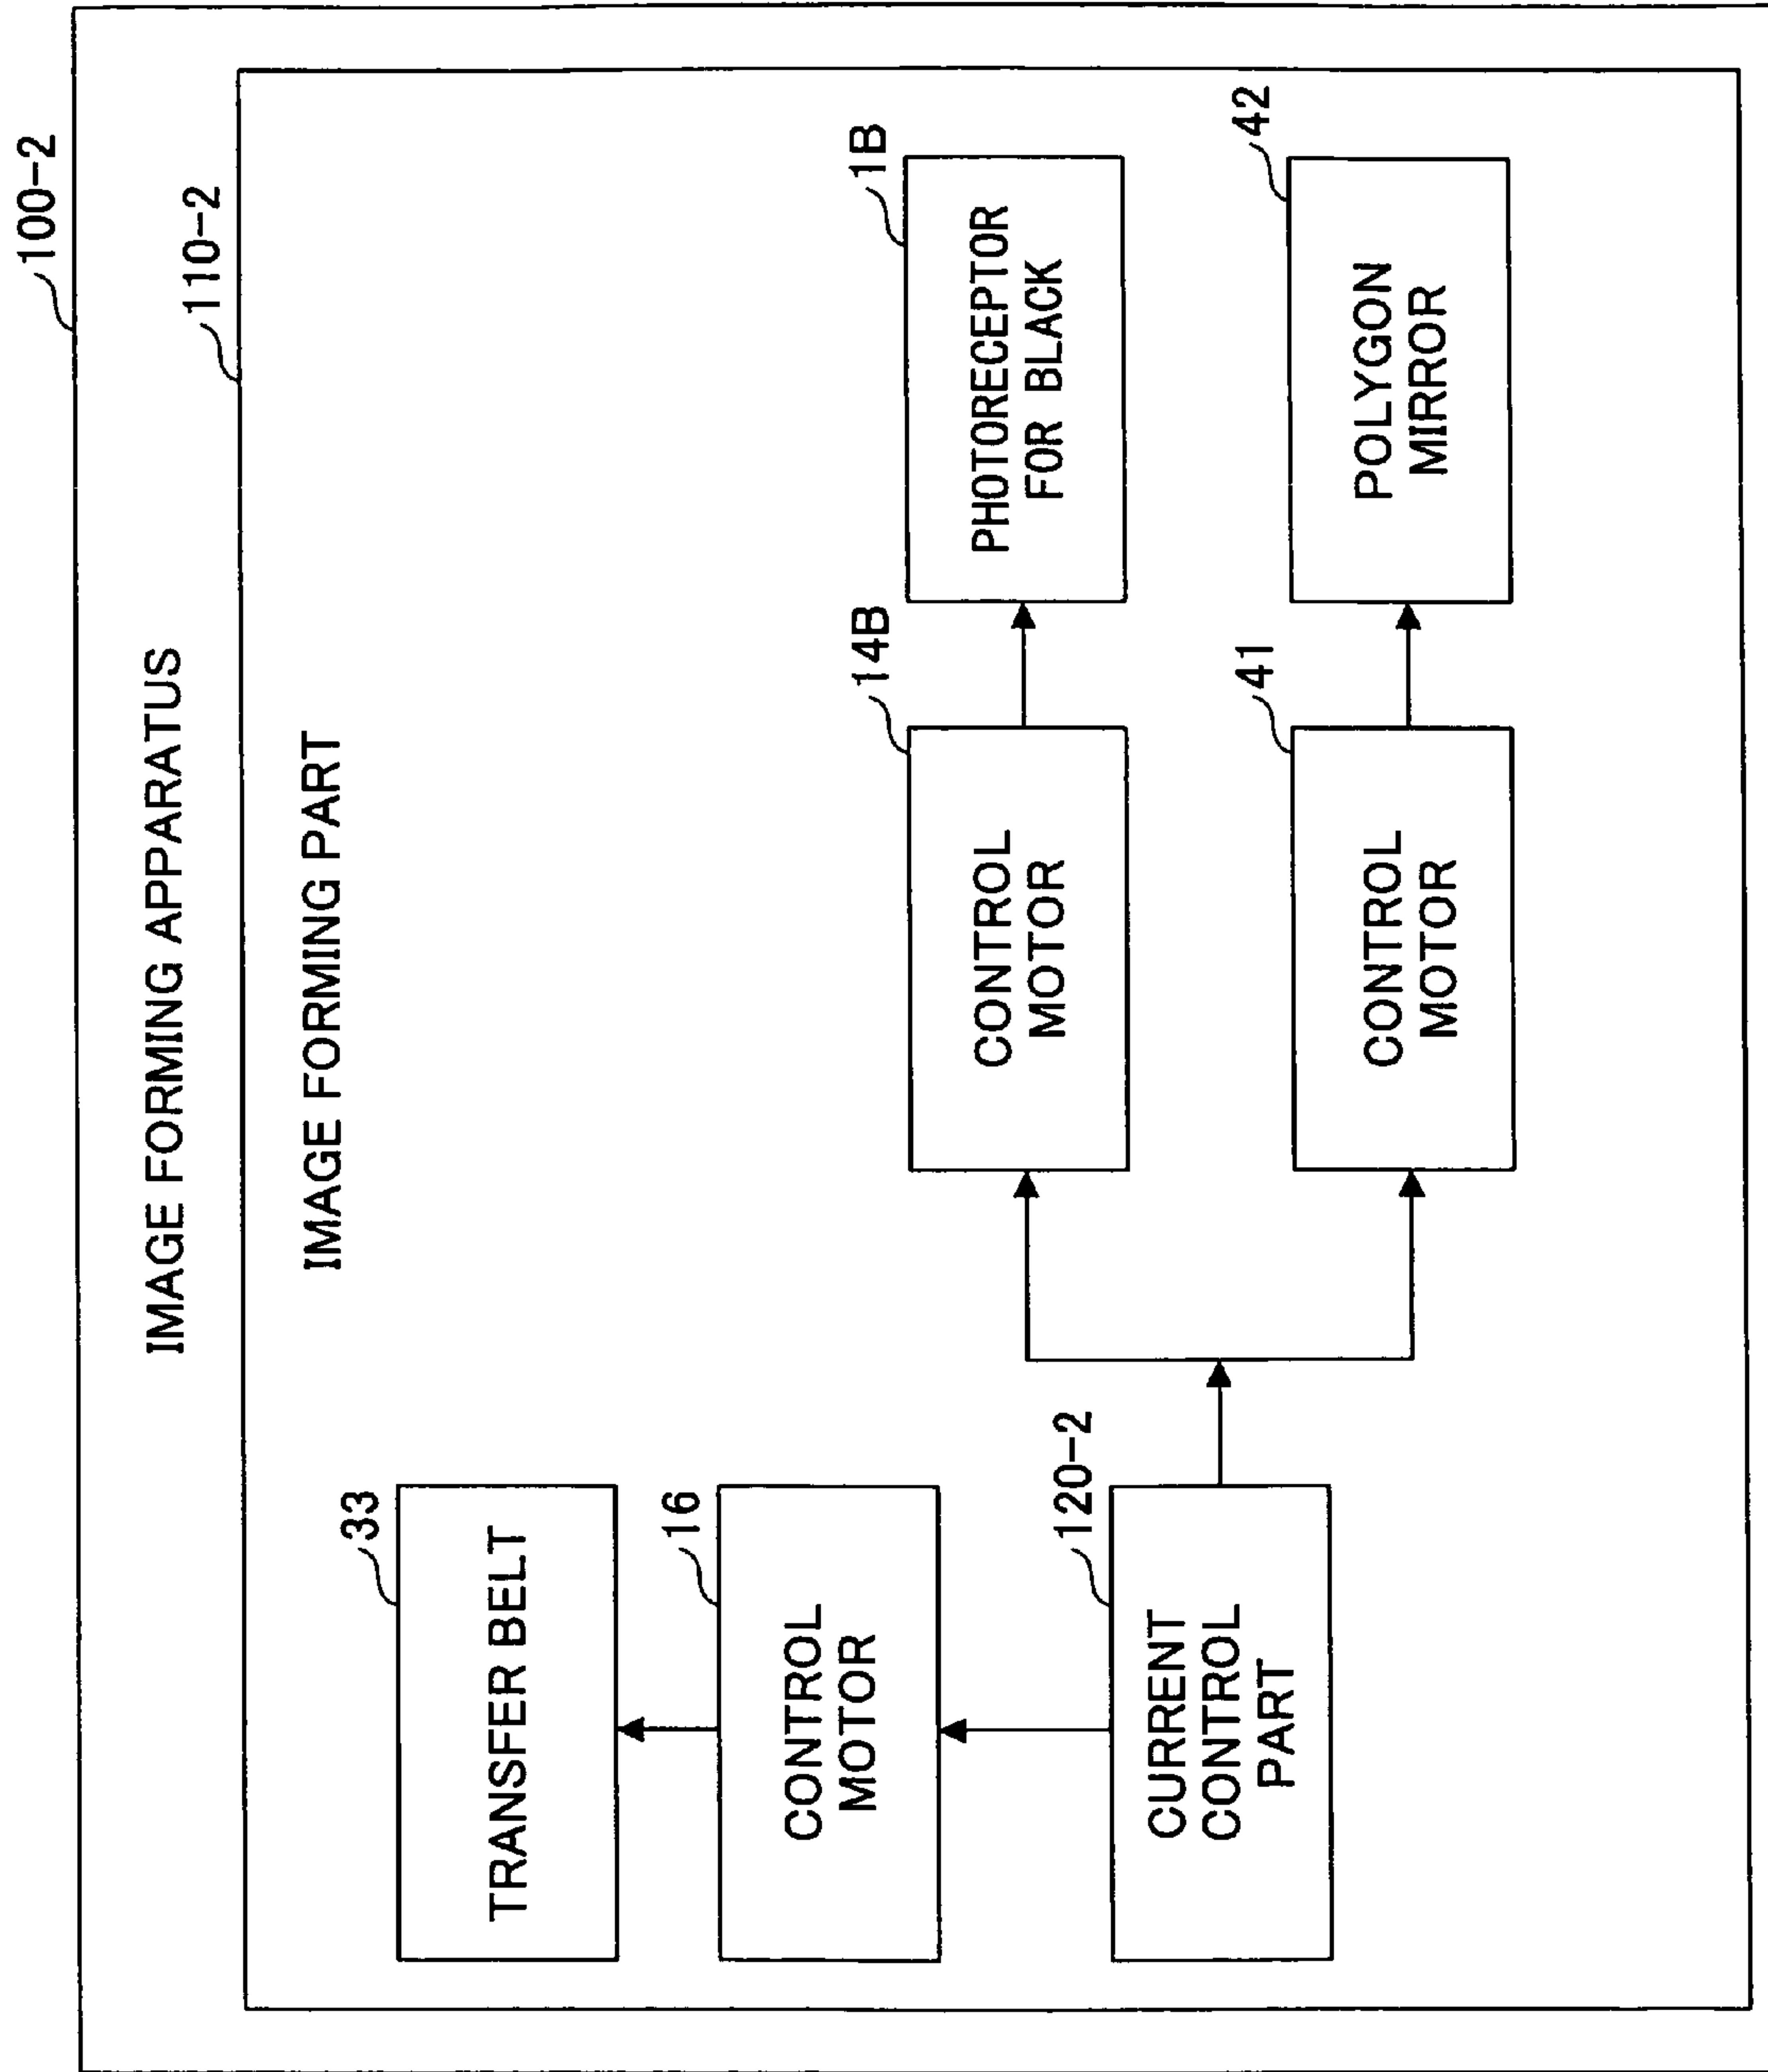 100-2
IMAGE FORMING APPARATUS
110-2
IMAGE FORMING PART
33
TRANSFER BELT
16
CONTROL
MOTOR
120-2
CURRENT
CONTROL
PART
14B
CONTROL
MOTOR
1B
PHOTORECEPTOR
FOR BLACK
41
CONTROL
MOTOR
42
POLYGON
MIRROR